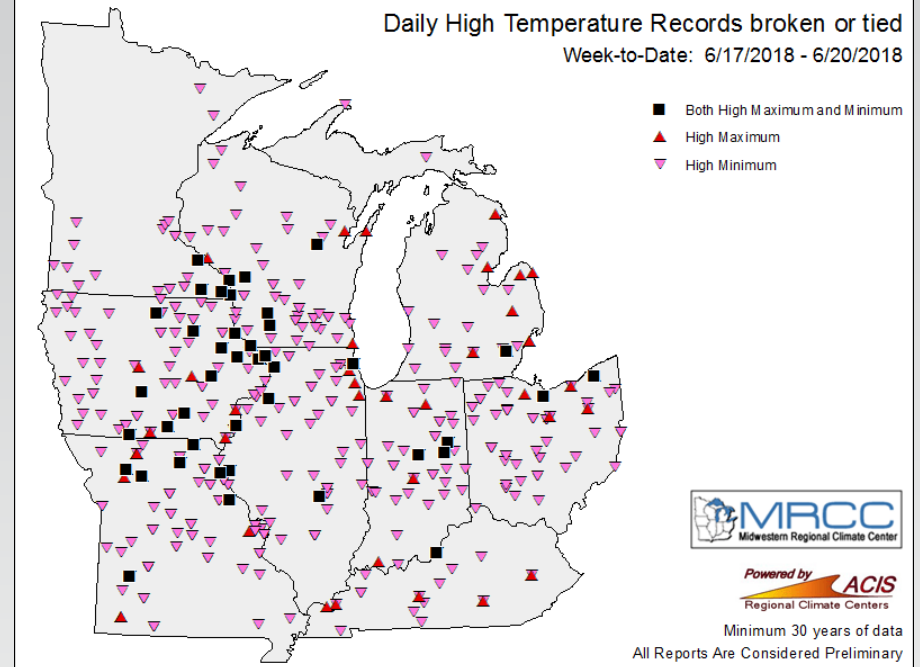 Daily High Temperature Records broken or tied
Week-to-Date: 6/17/2018 - 6/20/2018
Both High Maximum and Minimum
High Maximum
High Minimum
MRCC
Midwestern Regional Climate Center
Powered by
ACIS
Regional Climate Centers
Minimum 30 years of data
All Reports Are Considered Preliminary